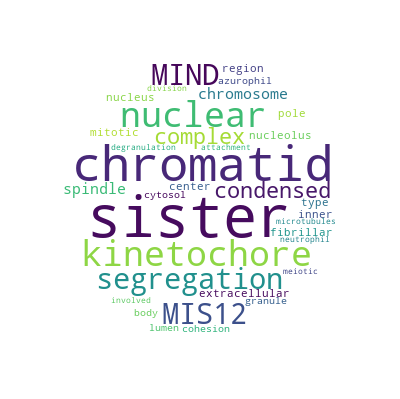 MIND region
azurophil
division
nucleus chromosome
nuclear pole
mitotic complex nucleolus
degranulation attachment
chromatid
spindle center condensed
cytosol type
sister inner
microtubules
fibrillar
kinetochore neutrophil
segregation meiotic
extracellular
involved granule
body MIS12
lumen cohesion